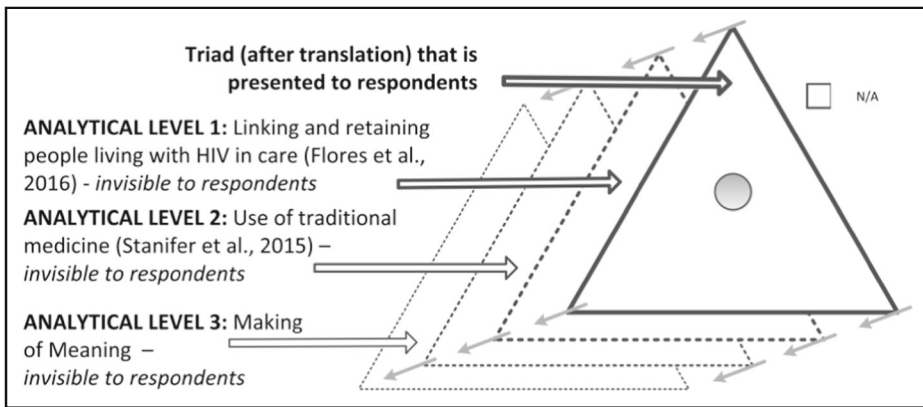 Triad (after translation) that is
presented to respondents
N/A
ANALYTICAL LEVEL 1: Linking and retaining
people living with HIV in care (Flores et al.,
2016) - invisible to respondents
ANALYTICAL LEVEL 2: Use of traditional
medicine (Stanifer et al., 2015) –
invisible to respondents
ANALYTICAL LEVEL 3: Making
of Meaning –
invisible to respondents